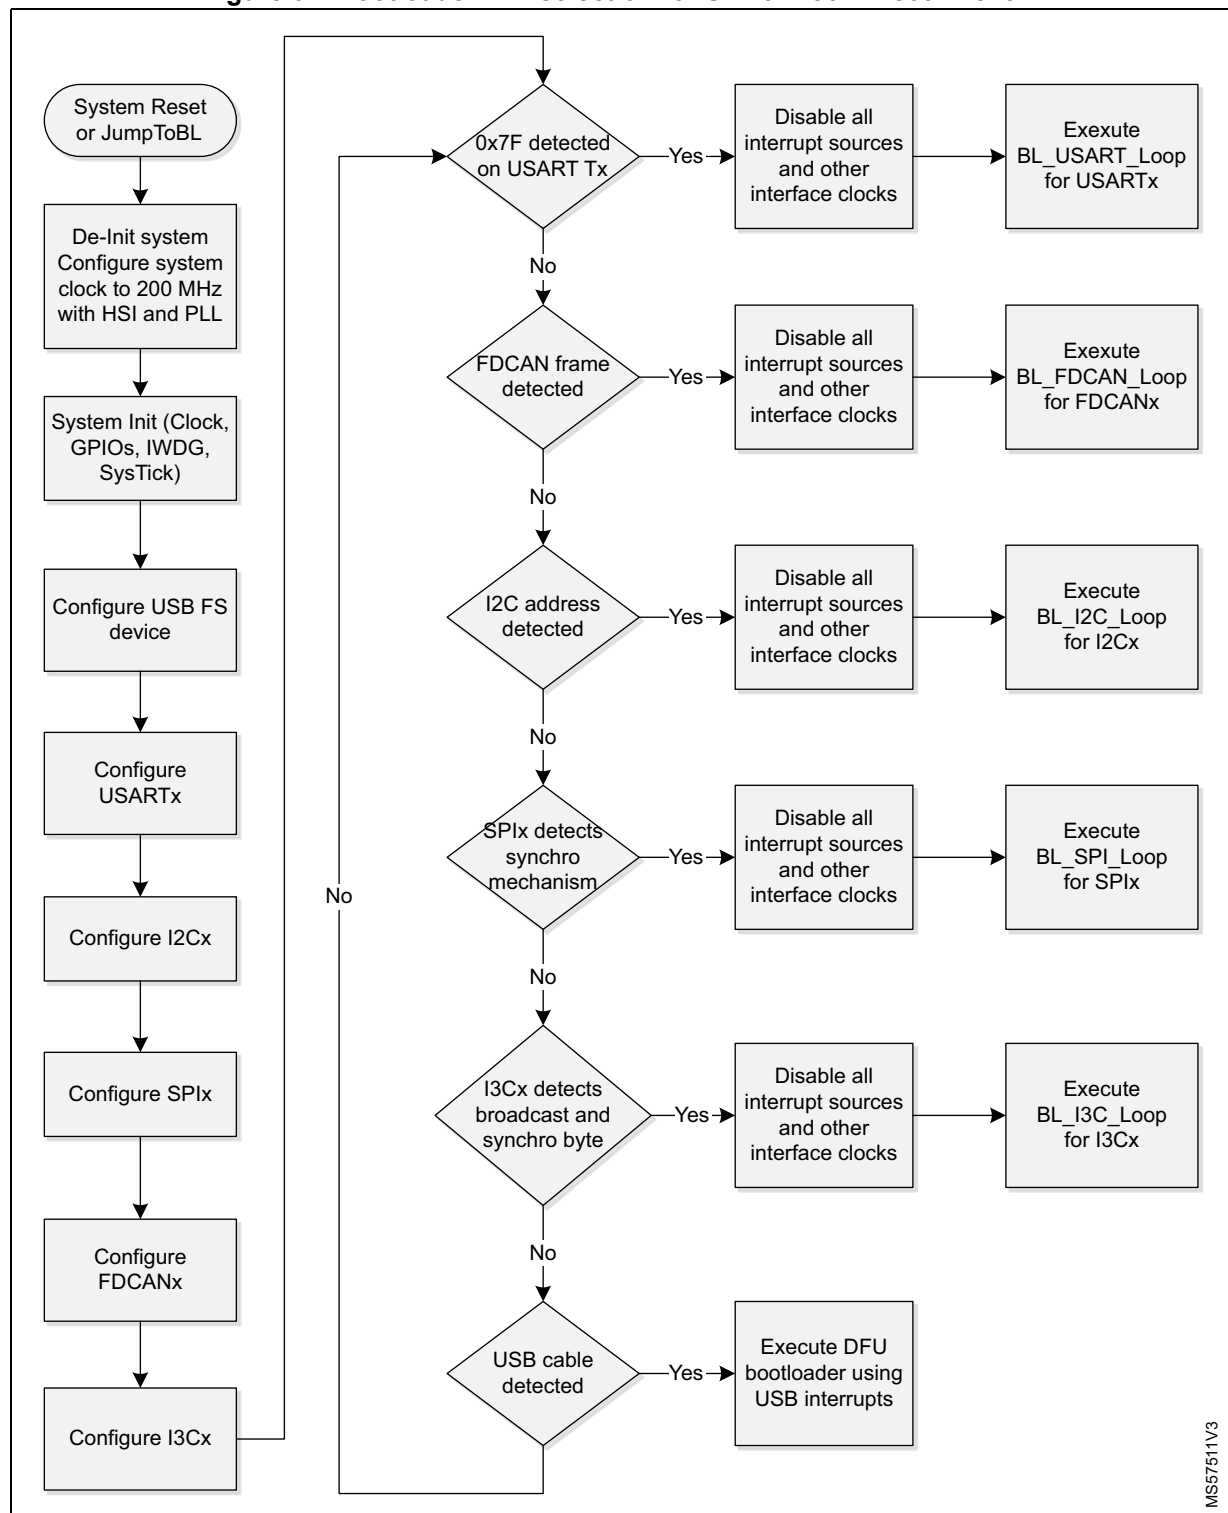 System Reset
or JumpToBL
De-Init system
Configure system
clock to 200 MHz
with HSI and PLL
System Init (Clock,
GPIOs, IWDG,
SysTick)
Configure USB FS
device
Configure
USARTx
Configure I2Cx
Configure SPIx
Configure
FDCANx
Configure I3Cx
0x7F detected
on USART Tx
Yes
Disable all
interrupt sources
and other
interface clocks
Exexute
BL_USART_Loop
for USARTx
No
FDCAN frame
detected
Yes
Disable all
interrupt sources
and other
interface clocks
Exexute
BL_FDCAN_Loop
for FDCANx
No
I2C address
detected
Yes
Disable all
interrupt sources
and other
interface clocks
Execute
BL_I2C_Loop
for I2Cx
No
SPIx detects
synchro
mechanism
Yes
Disable all
interrupt sources
and other
interface clocks
Execute
BL_SPI_Loop
for SPIx
No
I3Cx detects
broadcast and
synchro byte
Yes
Disable all
interrupt sources
and other
interface clocks
Execute
BL_I3C_Loop
for I3Cx
No
USB cable
detected
Yes
Execute DFU
bootloader using
USB interrupts
No
MS57511V3